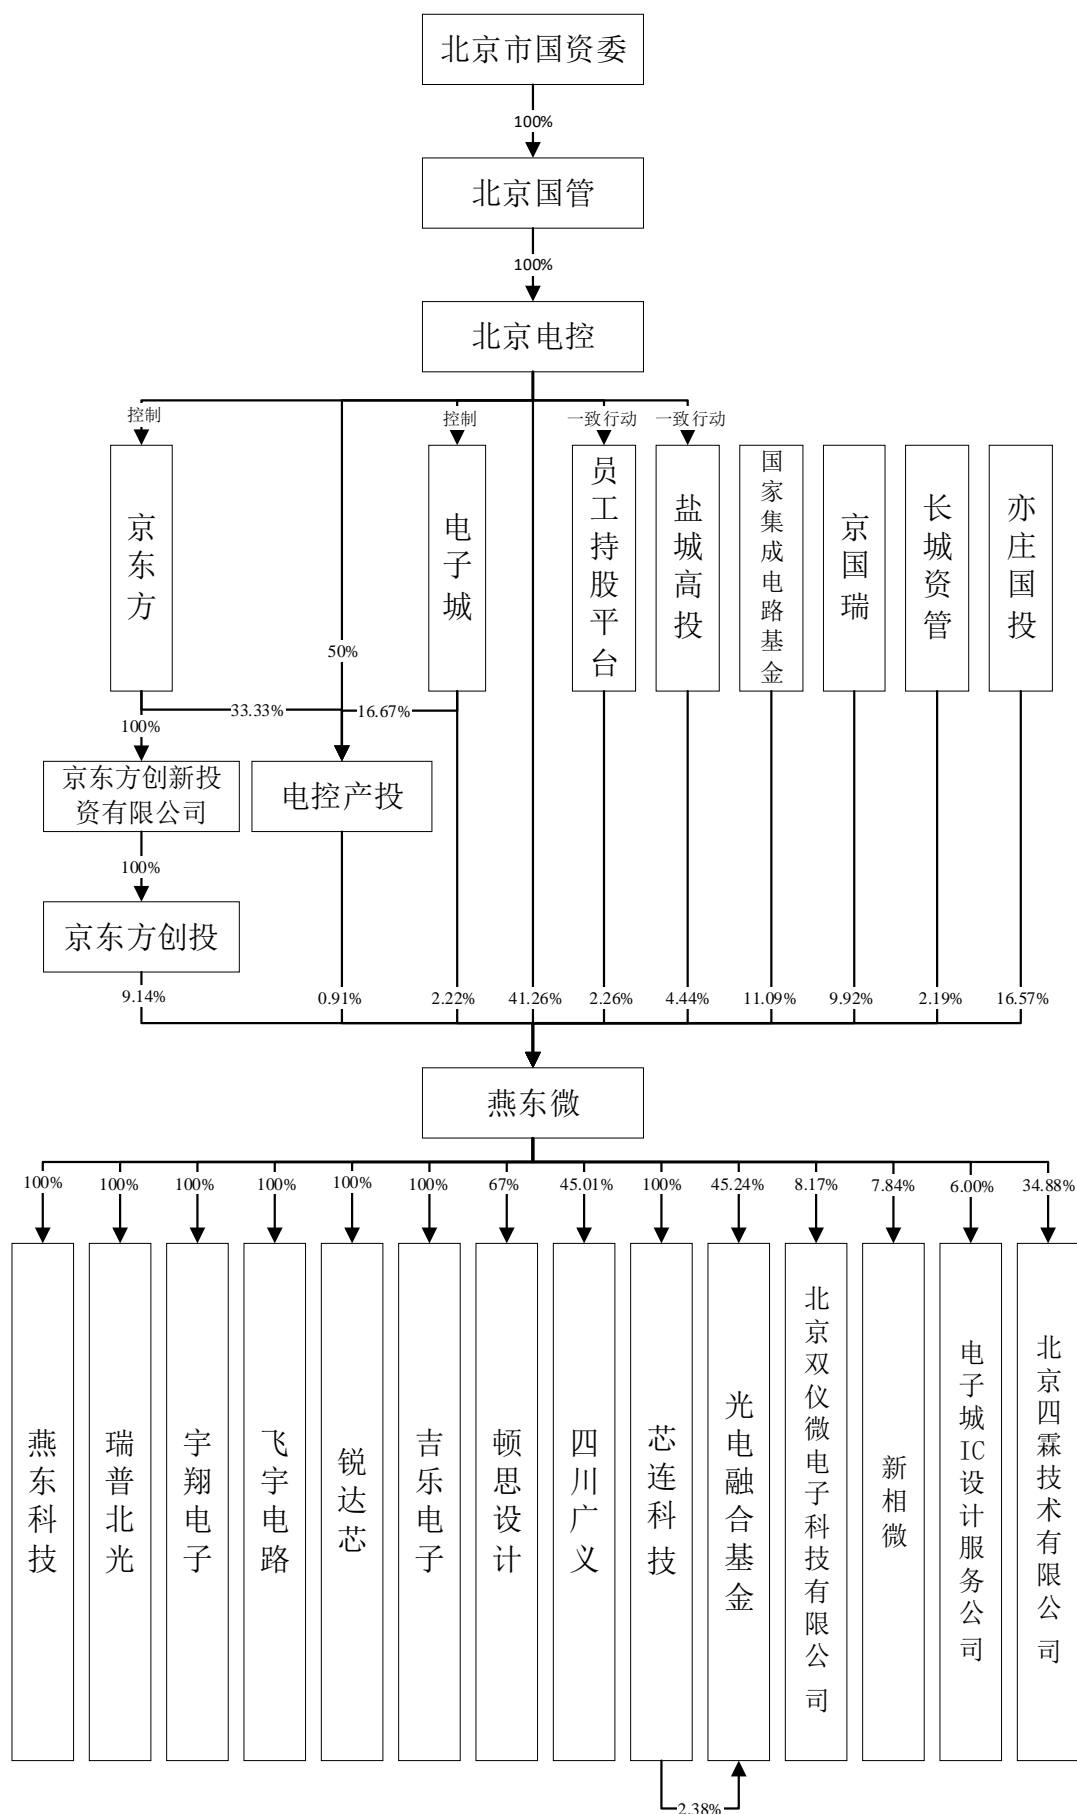 北京市国资委
100%
北京国管
100%
北京电控
控制
控制
一致行动
一致行动
京东方
电子城
员工持股平台
盐城高投
国家集成电路基金
京国瑞
长城资管
亦庄国投
50%
33.33%
16.67%
100%
京东方创新投
资有限公司
电控产投
100%
京东方创投
9.14%
0.91%
2.22%
41.26%
2.26%
4.44%
11.09%
9.92%
2.19%
16.57%
燕东微
100%
100%
100%
100%
100%
100%
67%
45.01%
100%
45.24%
8.17%
7.84%
6.00%
34.88%
燕东科技
瑞普北光
宇翔电子
飞宇电路
锐达芯
吉乐电子
顿思设计
四川广义
芯连科技
光电融合基金
北京双仪微电子科技有限公司
新相微
电子城IC设计服务公司
北京四霖技术有限公司
2.38%